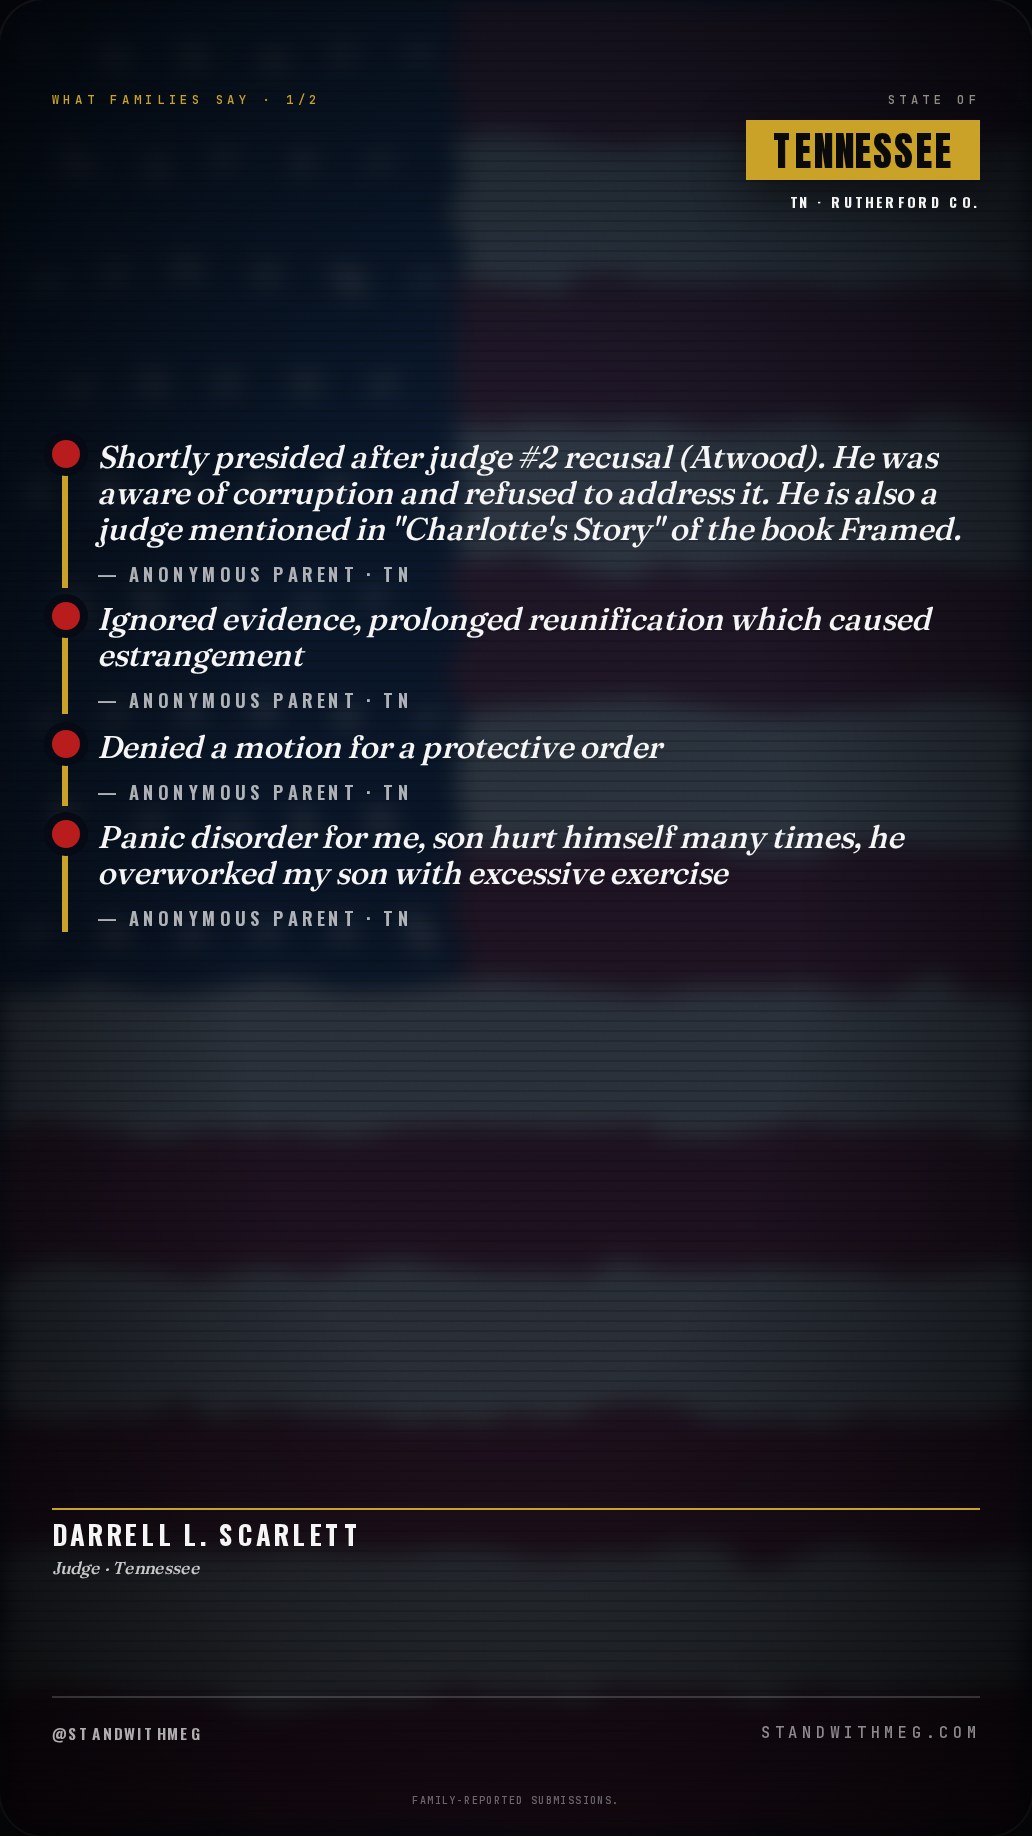 WHAT FAMILIES SAY · 1/2
STATE OF
TENNESSEE
TN · RUTHERFORD CO.
Shortly presided after judge #2 recusal (Atwood). He was
aware of corruption and refused to address it. He is also a
judge mentioned in "Charlotte's Story" of the book Framed.
— ANONYMOUS PARENT · TN
Ignored evidence, prolonged reunification which caused
estrangement
— ANONYMOUS PARENT · TN
Denied a motion for a protective order
— ANONYMOUS PARENT · TN
Panic disorder for me, son hurt himself many times, he
overworked my son with excessive exercise
— ANONYMOUS PARENT · TN
DARRELL L. SCARLETT
Judge · Tennessee
@STANDWITHMEG
STANDWITHMEG.COM
FAMILY-REPORTED SUBMISSIONS.